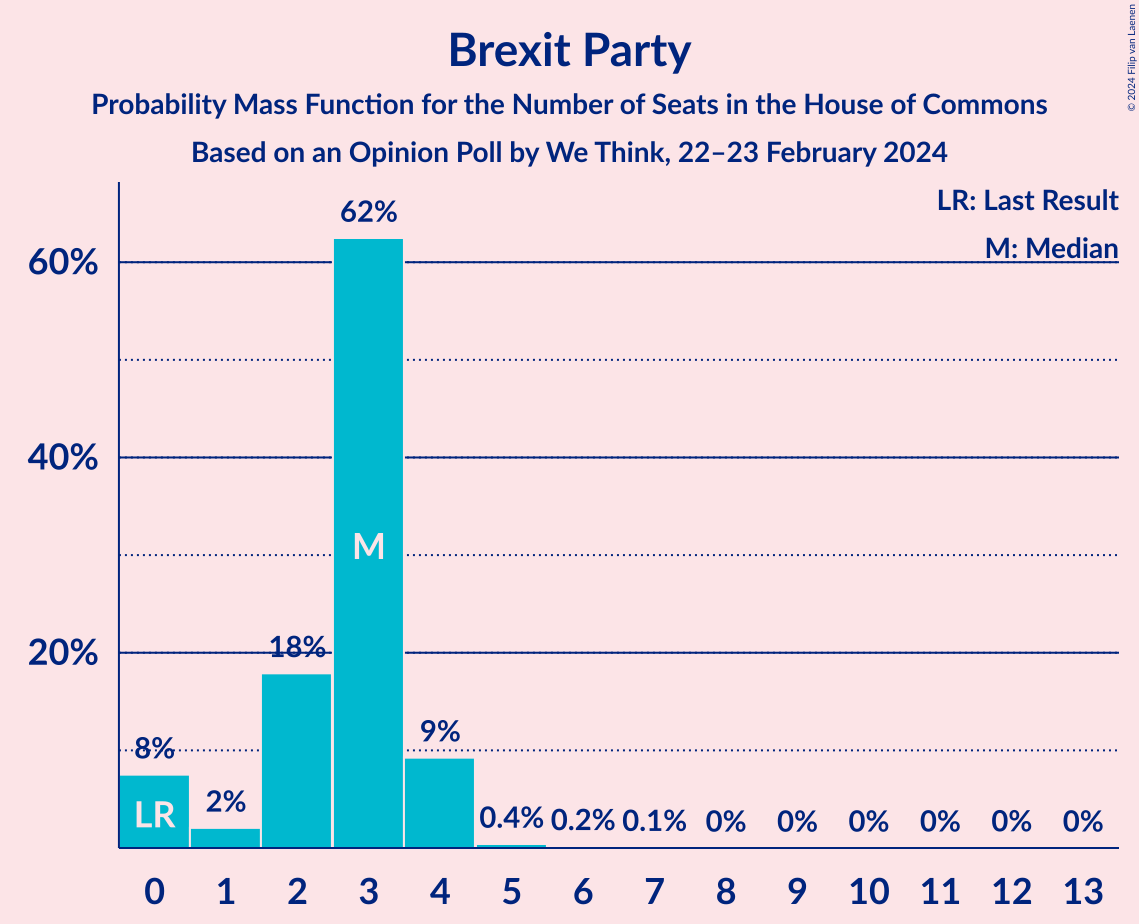 Brexit Party
Probability Mass Function for the Number of Seats in the House of Commons
Based on an Opinion Poll by We Think, 22–23 February 2024
© 2024 Filip van Laenen
LR: Last Result
M: Median
60%
40%
20%
8%
2%
18%
62%
9%
0.4%
0.2%
0.1%
0%
0%
0%
0%
0%
0%
LR
M
0 1 2 3 4 5 6 7 8 9 10 11 12 13